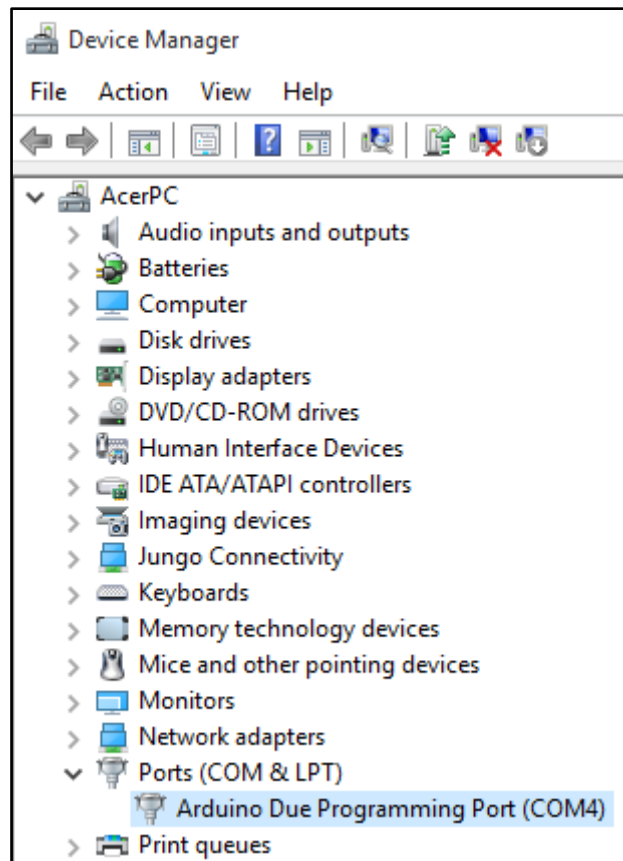 Device Manager
File Action View Help
AcerPC
Audio inputs and outputs
Batteries
Computer
Disk drives
Display adapters
DVD/CD-ROM drives
Human Interface Devices
IDE ATA/ATAPI controllers
Imaging devices
Jungo Connectivity
Keyboards
Memory technology devices
Mice and other pointing devices
Monitors
Network adapters
Ports (COM & LPT)
Arduino Due Programming Port (COM4)
Print queues